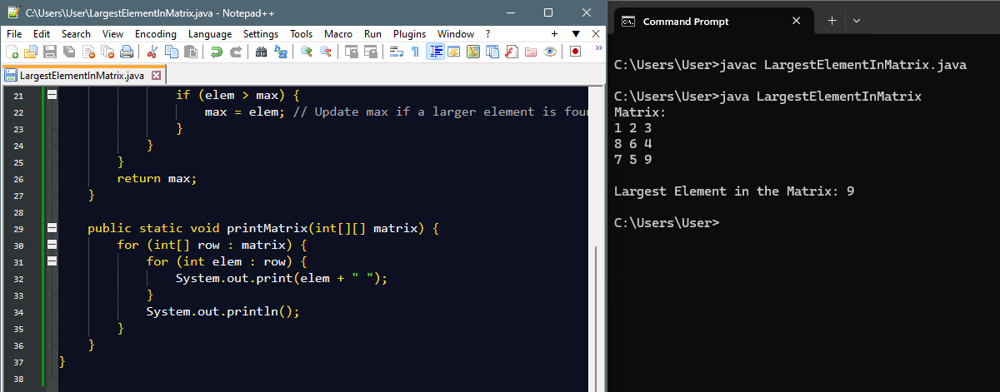 C:\Users\User\LargestElementInMatrix.java - Notepad++
File Edit Search View Encoding Language Settings Tools Macro Run Plugins Window ?
LargestElementInMatrix.java
21 if (elem > max) {
22 max = elem; // Update max if a larger element is fou
23 }
24 }
25 }
26 return max;
27 }
28
29 public static void printMatrix(int[][] matrix) {
30 for (int[] row : matrix) {
31 for (int elem : row) {
32 System.out.print(elem + " ");
33 }
34 System.out.println();
35 }
36 }
37 }
38
Command Prompt
C:\Users\User>javac LargestElementInMatrix.java
C:\Users\User>java LargestElementInMatrix
Matrix:
1 2 3
8 6 4
7 5 9
Largest Element in the Matrix: 9
C:\Users\User>